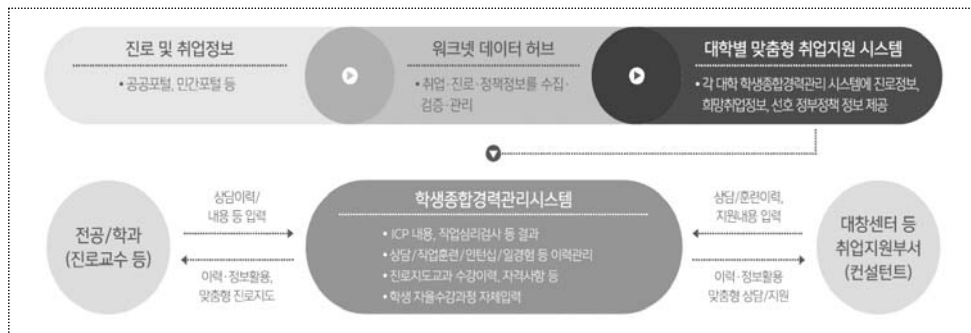 진로 및 취업정보
• 공공포털, 민간포털 등
워크넷 데이터 허브
• 취업·진로·정책정보를 수집·
검증·관리
대학별 맞춤형 취업지원 시스템
• 각 대학 학생종합경력관리 시스템에 진로정보,
희망취업정보, 선호 정부정책 정보 제공
전공/학과
(진로교수 등)
상담이력/
내용 등 입력
이력·정보활용,
맞춤형 진로지도
학생종합경력관리시스템
• ICP 내용, 직업심리검사 등 결과
• 상담/직업훈련/인턴십/일경험 등 이력관리
• 진로지도교과 수강이력, 자격사항 등
• 학생 자율수강과정 자체입력
상담/훈련이력,
지원내용 입력
이력·정보활용
맞춤형 상담/지원
대창센터 등
취업지원부서
(컨설턴트)